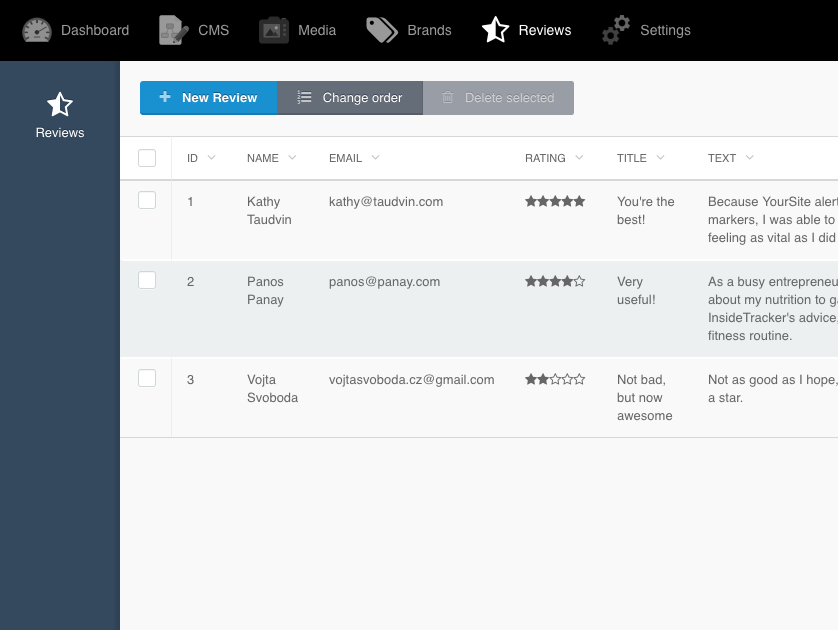 Dashboard CMS Media Brands Reviews Settings
Reviews
New Review Change order Delete selected
ID NAME EMAIL RATING TITLE TEXT
1 Kathy kathy@taudvin.com You're the Because YourSite alert
Taudvin best! markers, I was able to
feeling as vital as I did
2 Panos panos@panay.com Very As a busy entrepreneu
Panay useful! about my nutrition to g
InsideTracker's advice,
fitness routine.
3 Vojta vojtasvoboda.cz@gmail.com Not bad, Not as good as I hope,
Svoboda but now a star.
awesome